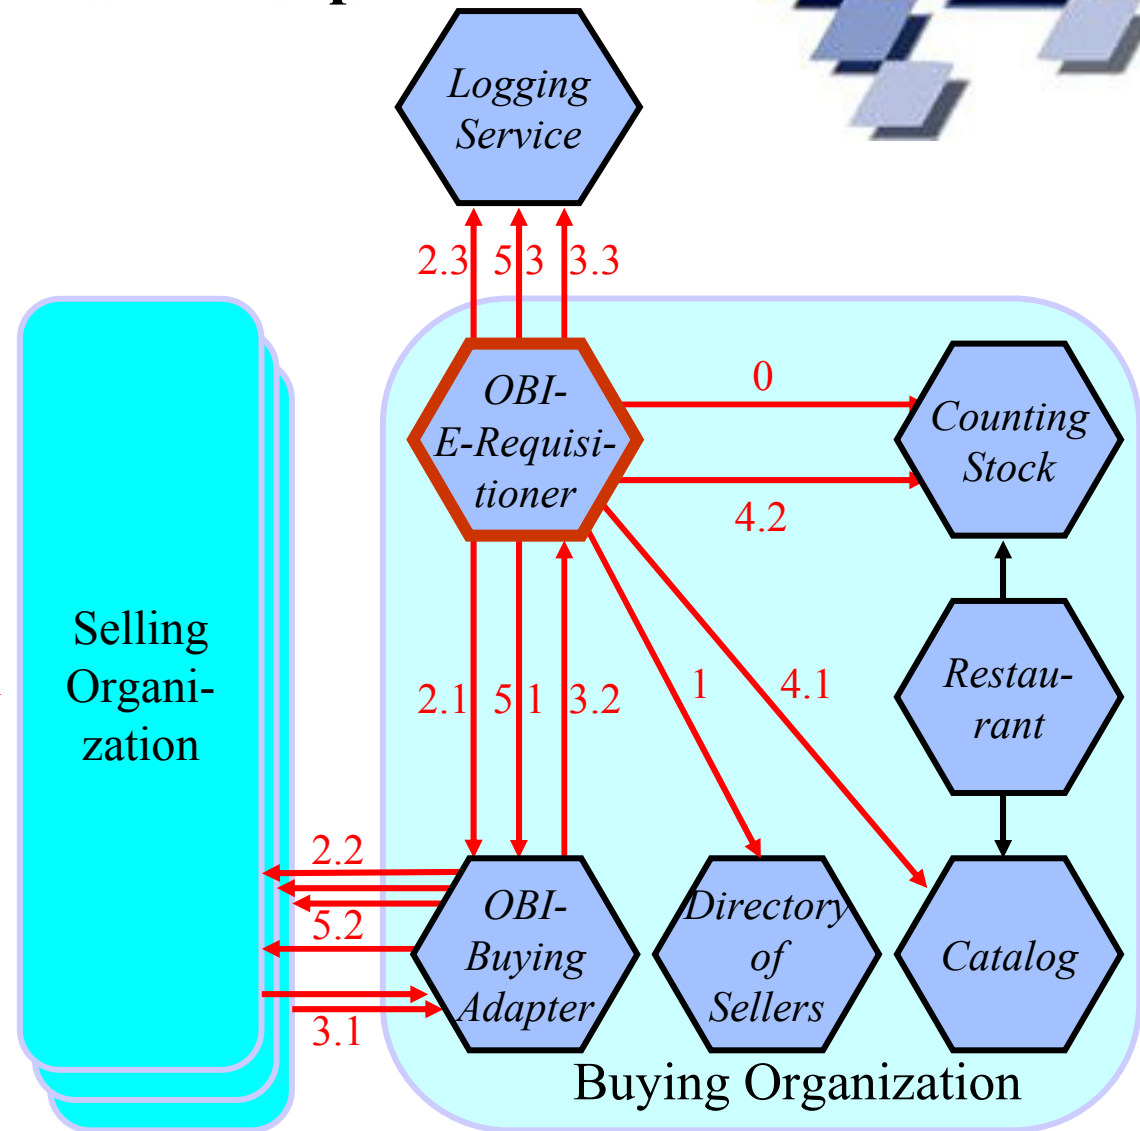 Logging
Service
2.3
5.3
3.3
OBI-
E-Requisi-
tioner
0
Counting
Stock
4.2
Selling
Organi-
zation
2.1
5.1
3.2
1
4.1
Restau-
rant
2.2
5.2
3.1
OBI-
Buying
Adapter
Directory
of
Sellers
Catalog
Buying Organization